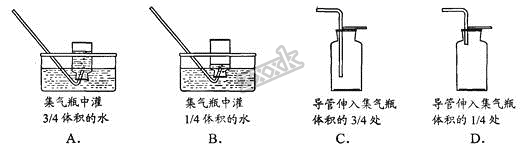 集气瓶中灌
3/4 体积的水
A.
集气瓶中灌
1/4 体积的水
B.
导管伸入集气瓶
体积的 3/4 处
C.
导管伸入集气瓶
体积的 1/4 处
D.